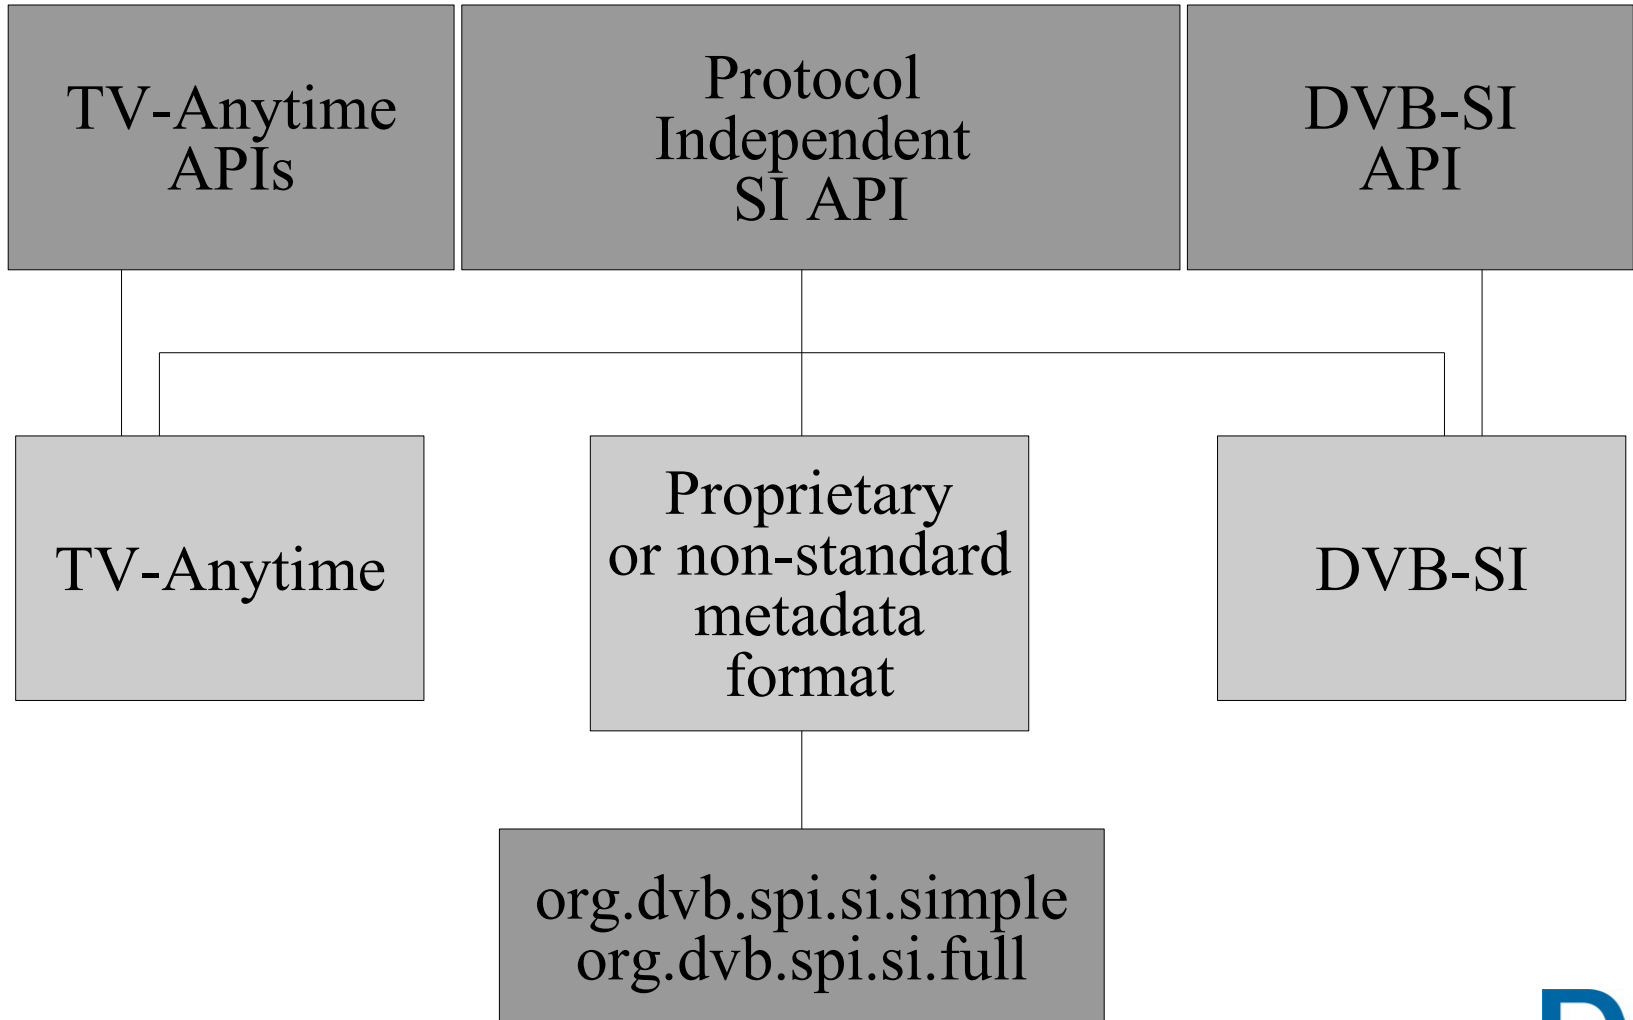 TV-Anytime
APIs
Protocol
Independent
SI API
DVB-SI
API
TV-Anytime
Proprietary
or non-standard
metadata
format
DVB-SI
org.dvb.spi.si.simple
org.dvb.spi.si.full